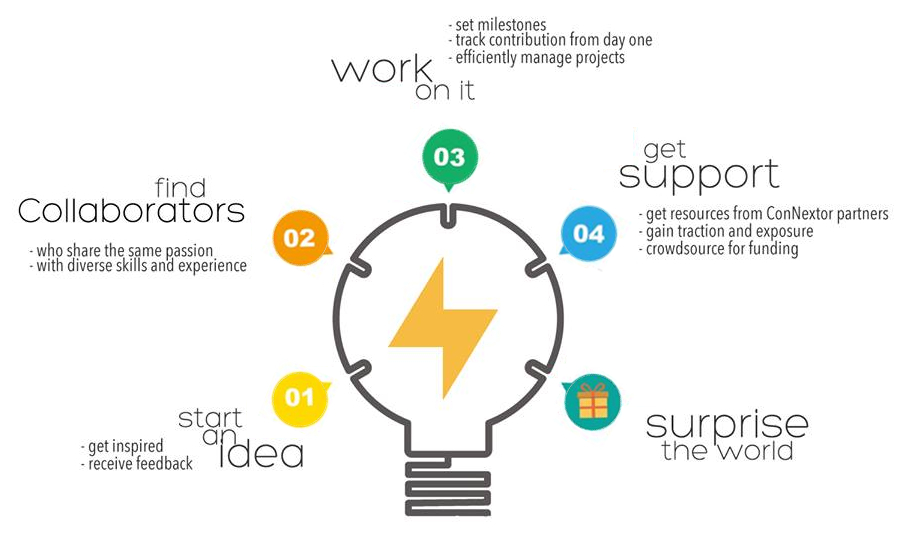 01
start
an
idea
- get inspired
- receive feedback
02
find
Collaborators
- who share the same passion
- with diverse skills and experience
03
work
on it
- set milestones
- track contribution from day one
- efficiently manage projects
04
get
support
- get resources from ConNextor partners
- gain traction and exposure
- crowdsource for funding
surprise
the world